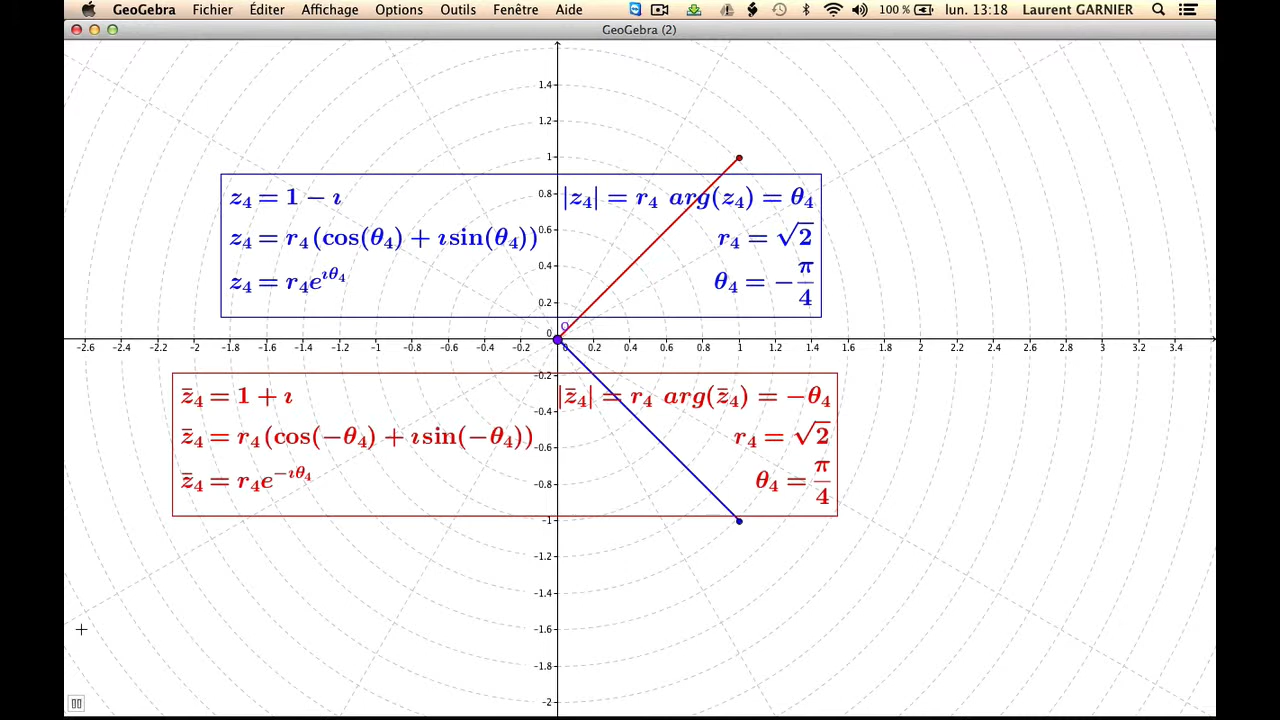 GeoGebra Fichier Éditer Affichage Options Outils Fenêtre Aide 100 % lun. 13:18 Laurent GARNIER
GeoGebra (2)
1.4
1.2
1
z₄ = 1 − ı |z₄| = r₄ arg(z₄) = θ₄
0.8
z₄ = r₄(cos(θ₄) + ı sin(θ₄)) r₄ = √2
0.6
0.4
z₄ = r₄e^{ıθ₄} θ₄ = −π/4
0.2
O
0
-2.6 -2.4 -2.2 -2 -1.8 -1.6 -1.4 -1.2 -1 -0.8 -0.6 -0.4 -0.2 0 0.2 0.4 0.6 0.8 1 1.2 1.4 1.6 1.8 2 2.2 2.4 2.6 2.8 3 3.2 3.4
-0.2
z̄₄ = 1 + ı |z̄₄| = r₄ arg(z̄₄) = −θ₄
-0.4
z̄₄ = r₄(cos(−θ₄) + ı sin(−θ₄)) r₄ = √2
-0.6
z̄₄ = r₄e^{−ıθ₄} θ₄ = π/4
-0.8
-1
-1.2
-1.4
-1.6
-1.8
-2